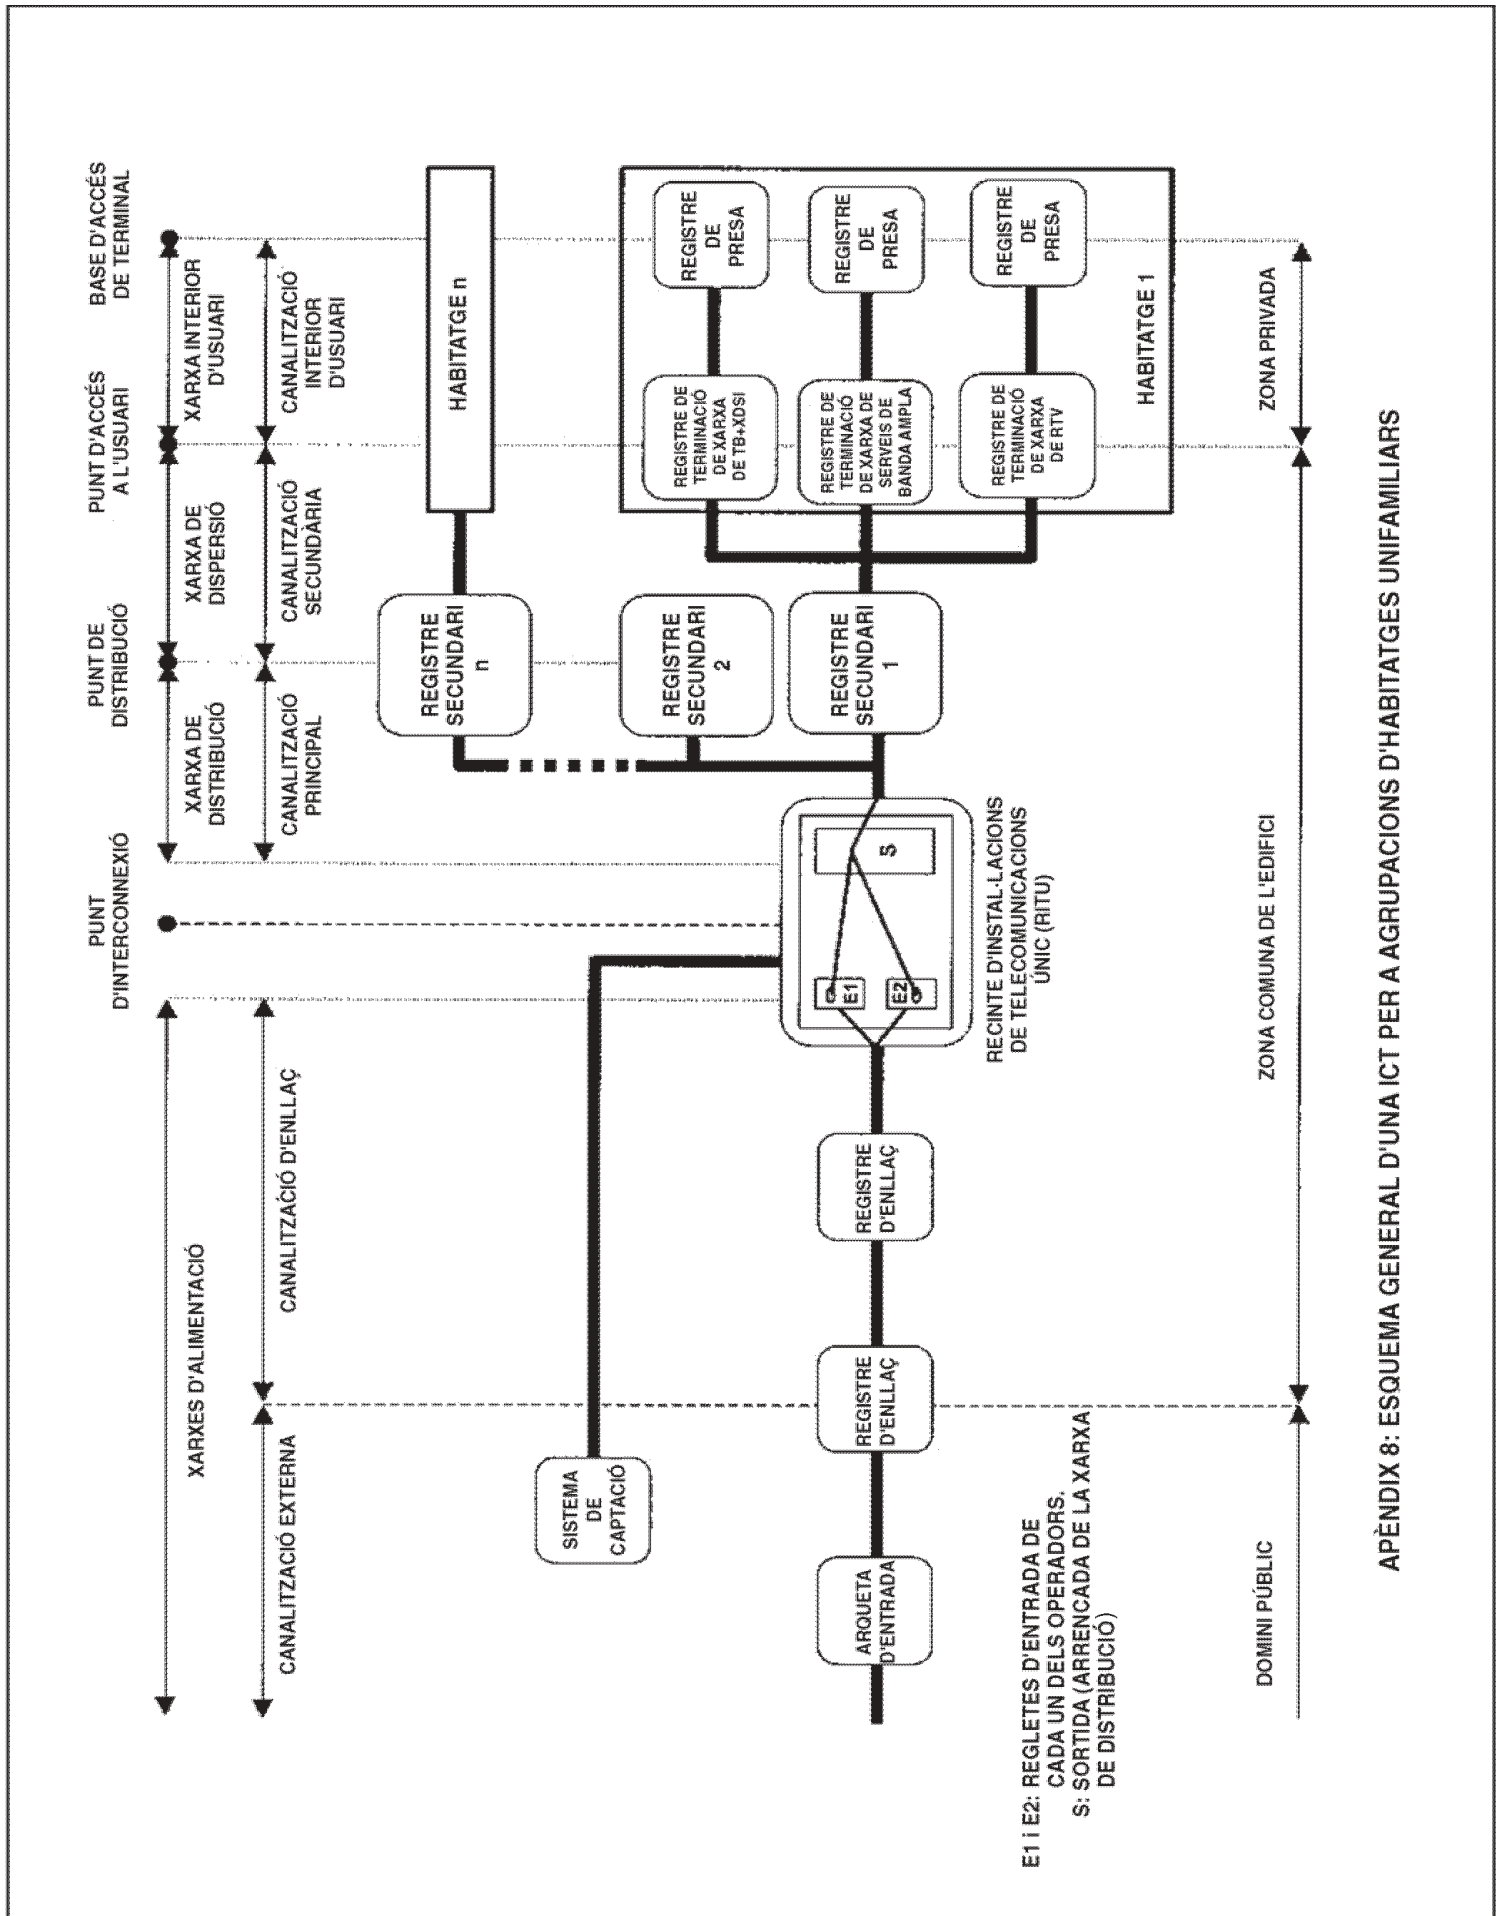 PUNT
D'INTERCONNEXIÓ
PUNT DE
DISTRIBUCIÓ
PUNT D'ACCÉS
A L'USUARI
BASE D'ACCÉS
DE TERMINAL
XARXES D'ALIMENTACIÓ
XARXA DE
DISTRIBUCIÓ
XARXA DE
DISPERSIÓ
XARXA INTERIOR
D'USUARI
CANALITZACIÓ EXTERNA
CANALITZACIÓ D'ENLLAÇ
CANALITZACIÓ
PRINCIPAL
CANALITZACIÓ
SECUNDÀRIA
CANALITZACIÓ
INTERIOR
D'USUARI
REGISTRE
SECUNDARI
n
HABITATGE n
SISTEMA
DE
CAPTACIÓ
REGISTRE
SECUNDARI
2
REGISTRE
SECUNDARI
1
ARQUETA
D'ENTRADA
REGISTRE
D'ENLLAÇ
REGISTRE
D'ENLLAÇ
E1
E2
S
RECINTE D'INSTAL·LACIONS
DE TELECOMUNICACIONS
ÚNIC (RITU)
REGISTRE DE
TERMINACIÓ
DE XARXA
DE TB+XDSI
REGISTRE
DE
PRESA
REGISTRE DE
TERMINACIÓ
DE XARXA DE
SERVEIS DE
BANDA AMPLA
REGISTRE
DE
PRESA
REGISTRE DE
TERMINACIÓ
DE XARXA
DE RTV
REGISTRE
DE
PRESA
HABITATGE 1
E1 i E2: REGLETES D'ENTRADA DE
CADA UN DELS OPERADORS.
S: SORTIDA (ARRENCADA DE LA XARXA
DE DISTRIBUCIÓ)
DOMINI PÚBLIC
ZONA COMUNA DE L'EDIFICI
ZONA PRIVADA
APÈNDIX 8: ESQUEMA GENERAL D'UNA ICT PER A AGRUPACIONS D'HABITATGES UNIFAMILIARS